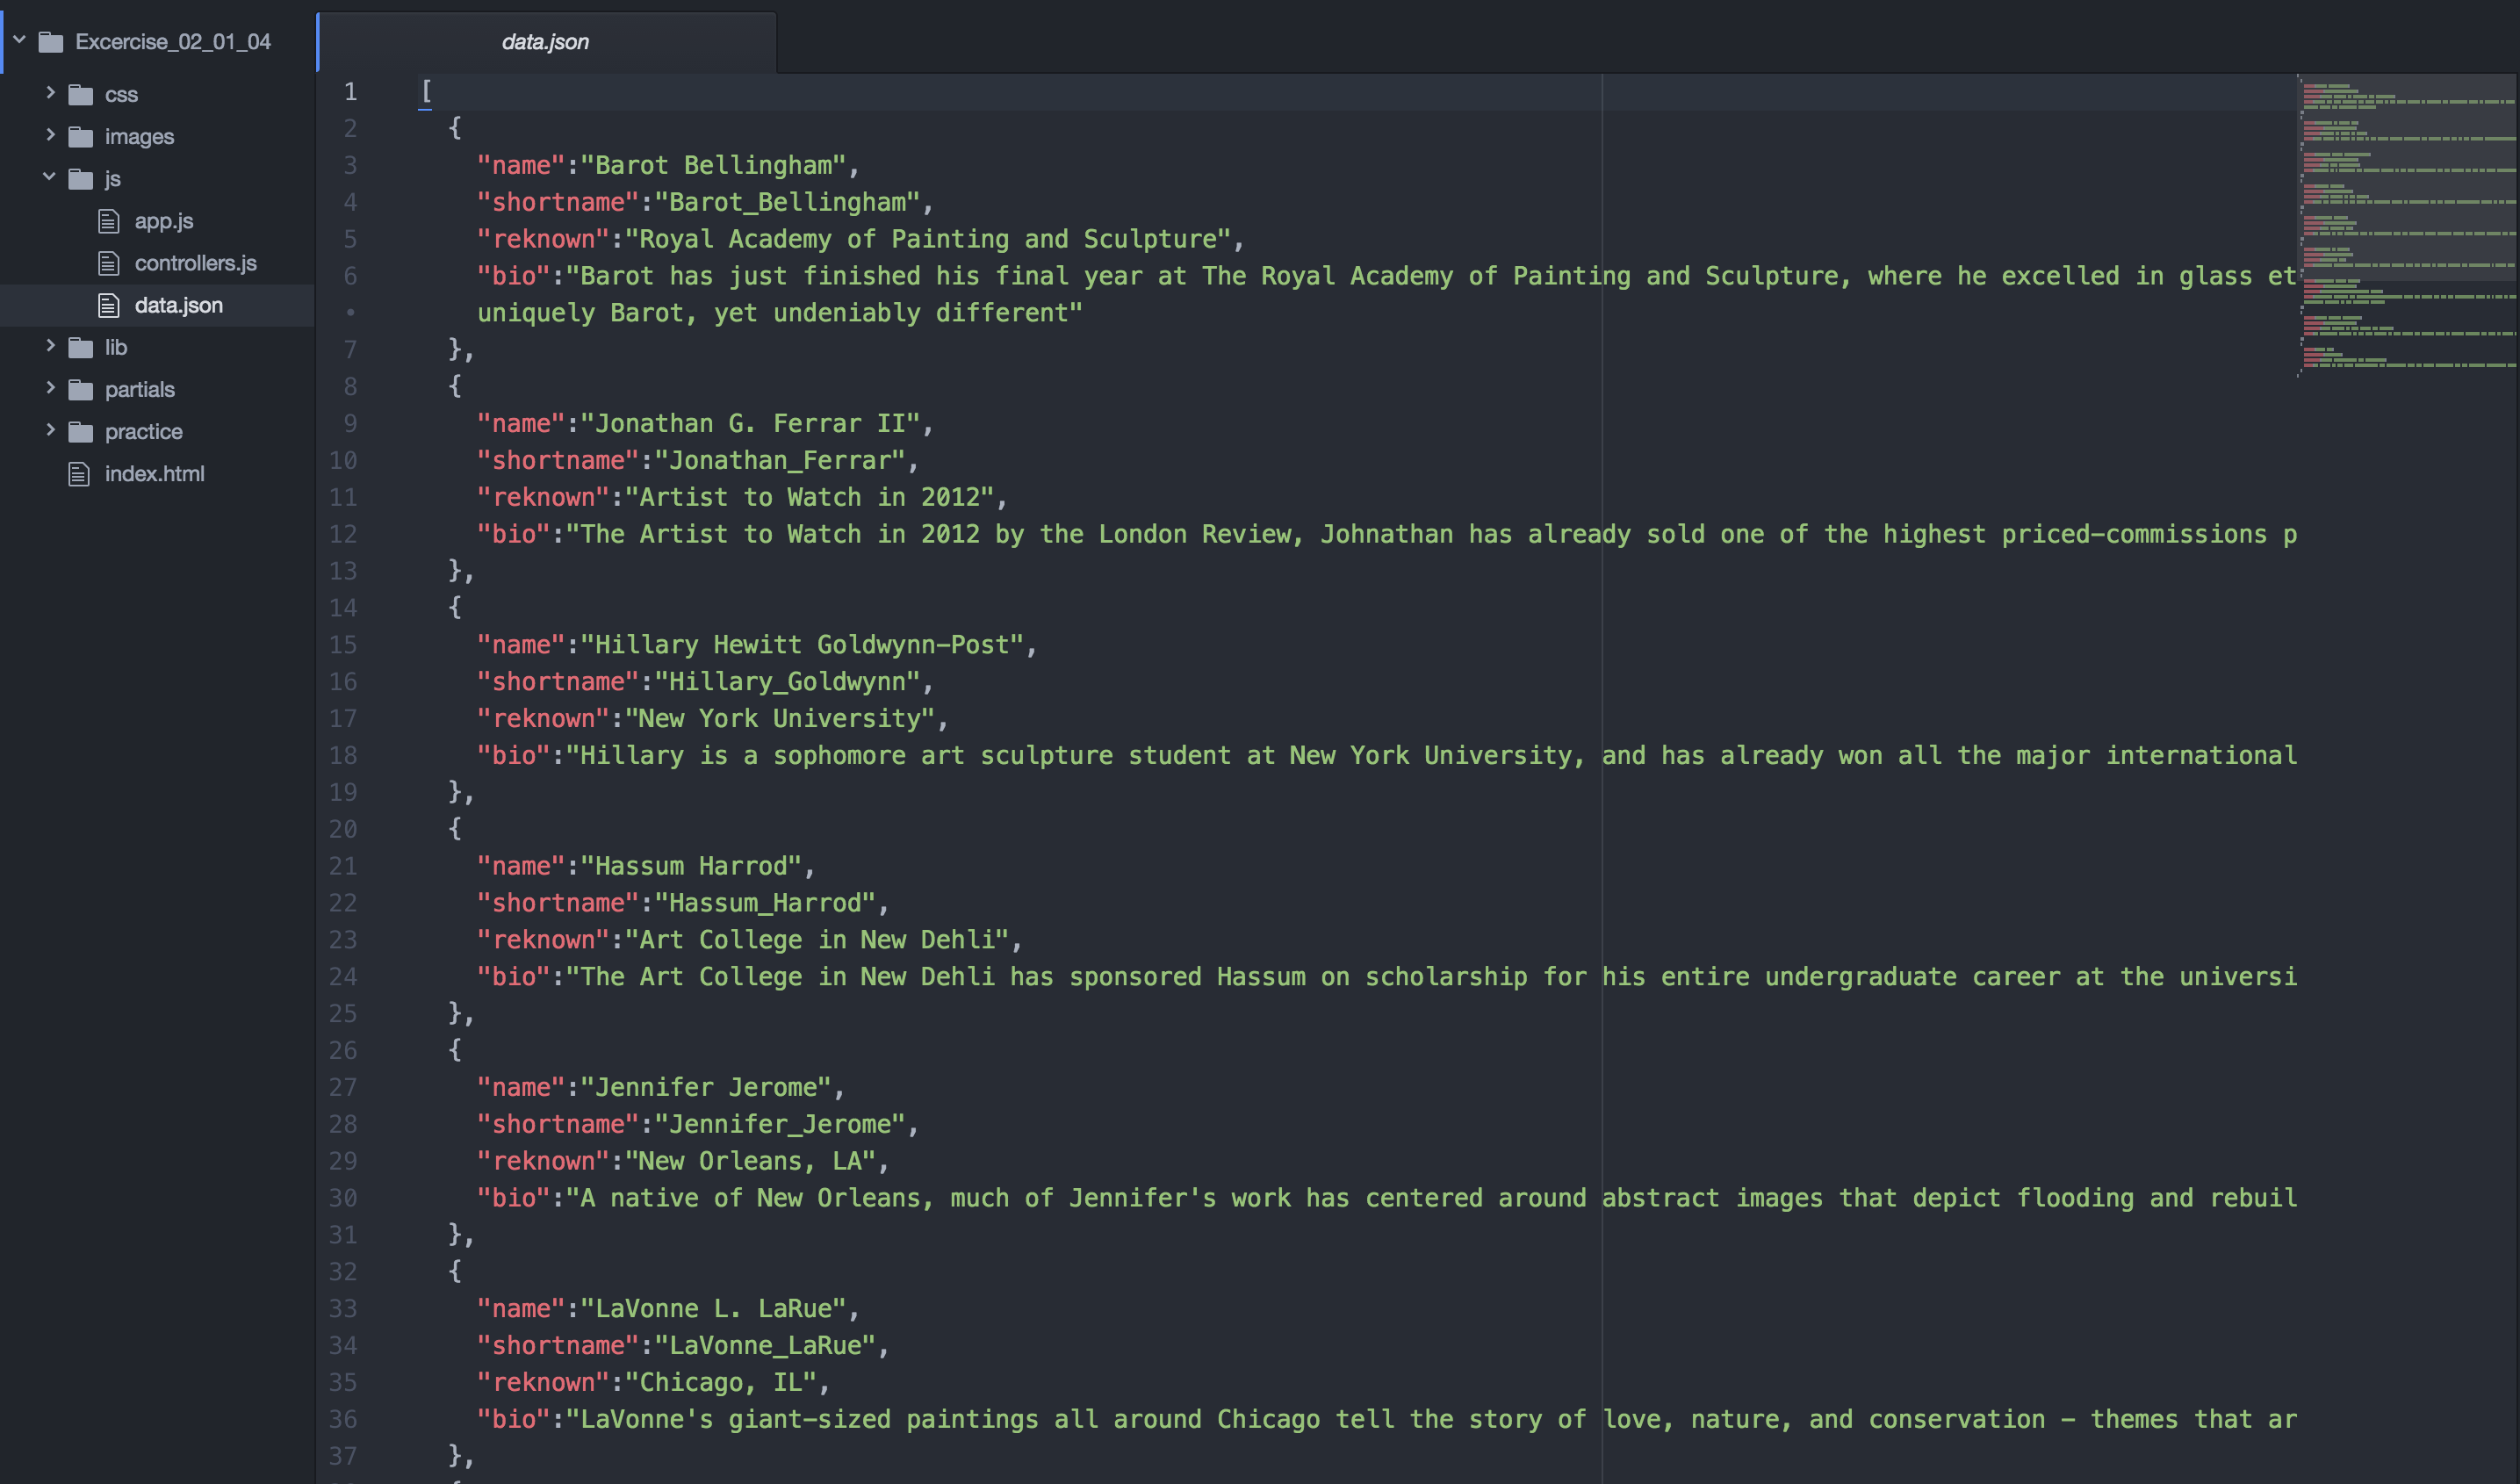 Excercise_02_01_04
css
images
js
app.js
controllers.js
data.json
lib
partials
practice
index.html
data.json
1 [
2 {
3 "name":"Barot Bellingham",
4 "shortname":"Barot_Bellingham",
5 "reknown":"Royal Academy of Painting and Sculpture",
6 "bio":"Barot has just finished his final year at The Royal Academy of Painting and Sculpture, where he excelled in glass et
• uniquely Barot, yet undeniably different"
7 },
8 {
9 "name":"Jonathan G. Ferrar II",
10 "shortname":"Jonathan_Ferrar",
11 "reknown":"Artist to Watch in 2012",
12 "bio":"The Artist to Watch in 2012 by the London Review, Johnathan has already sold one of the highest priced-commissions p
13 },
14 {
15 "name":"Hillary Hewitt Goldwynn-Post",
16 "shortname":"Hillary_Goldwynn",
17 "reknown":"New York University",
18 "bio":"Hillary is a sophomore art sculpture student at New York University, and has already won all the major international
19 },
20 {
21 "name":"Hassum Harrod",
22 "shortname":"Hassum_Harrod",
23 "reknown":"Art College in New Dehli",
24 "bio":"The Art College in New Dehli has sponsored Hassum on scholarship for his entire undergraduate career at the universi
25 },
26 {
27 "name":"Jennifer Jerome",
28 "shortname":"Jennifer_Jerome",
29 "reknown":"New Orleans, LA",
30 "bio":"A native of New Orleans, much of Jennifer's work has centered around abstract images that depict flooding and rebuil
31 },
32 {
33 "name":"LaVonne L. LaRue",
34 "shortname":"LaVonne_LaRue",
35 "reknown":"Chicago, IL",
36 "bio":"LaVonne's giant-sized paintings all around Chicago tell the story of love, nature, and conservation - themes that ar
37 },